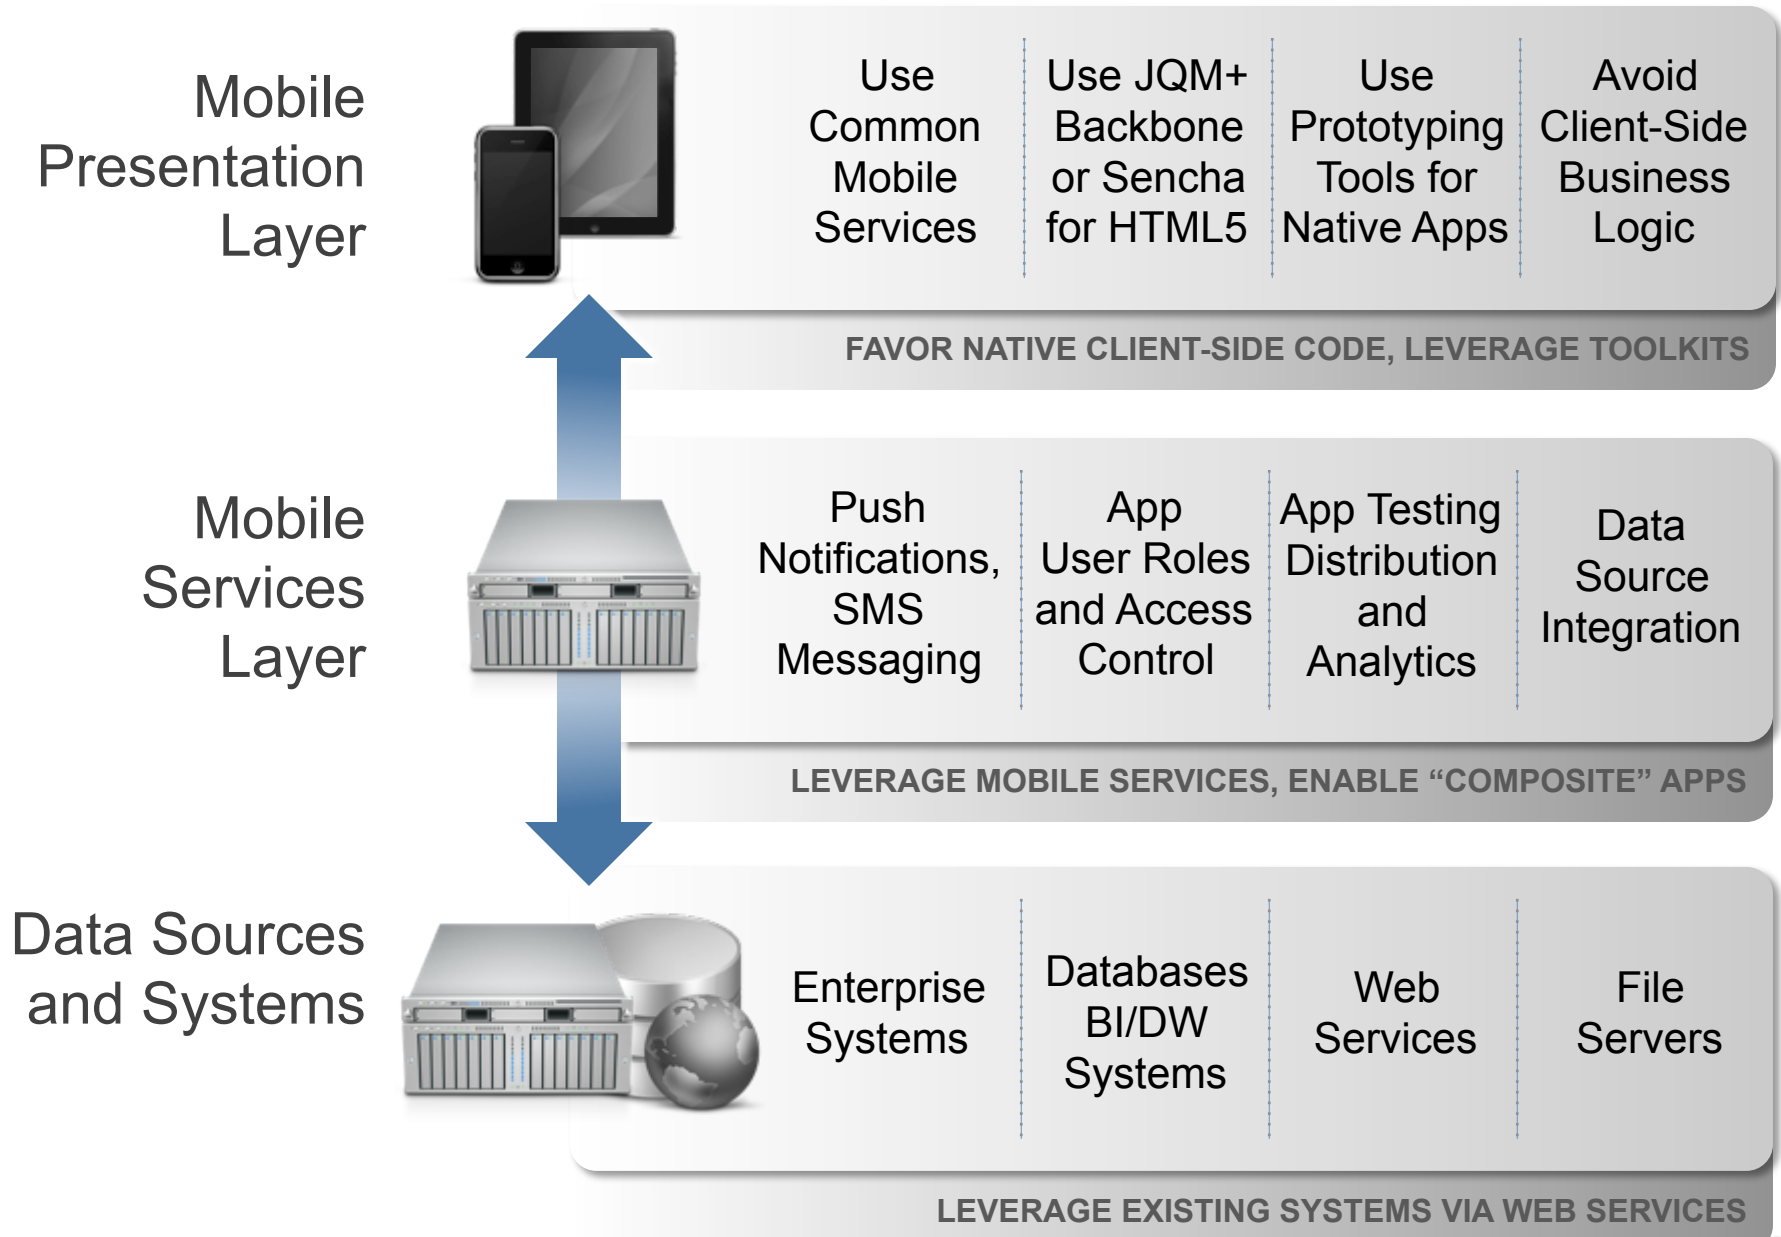 Mobile
Presentation
Layer
Use
Common
Mobile
Services
Use JQM+
Backbone
or Sencha
for HTML5
Use
Prototyping
Tools for
Native Apps
Avoid
Client-Side
Business
Logic
FAVOR NATIVE CLIENT-SIDE CODE, LEVERAGE TOOLKITS
Mobile
Services
Layer
Push
Notifications,
SMS
Messaging
App
User Roles
and Access
Control
App Testing
Distribution
and
Analytics
Data
Source
Integration
LEVERAGE MOBILE SERVICES, ENABLE “COMPOSITE” APPS
Data Sources
and Systems
Enterprise
Systems
Databases
BI/DW
Systems
Web
Services
File
Servers
LEVERAGE EXISTING SYSTEMS VIA WEB SERVICES